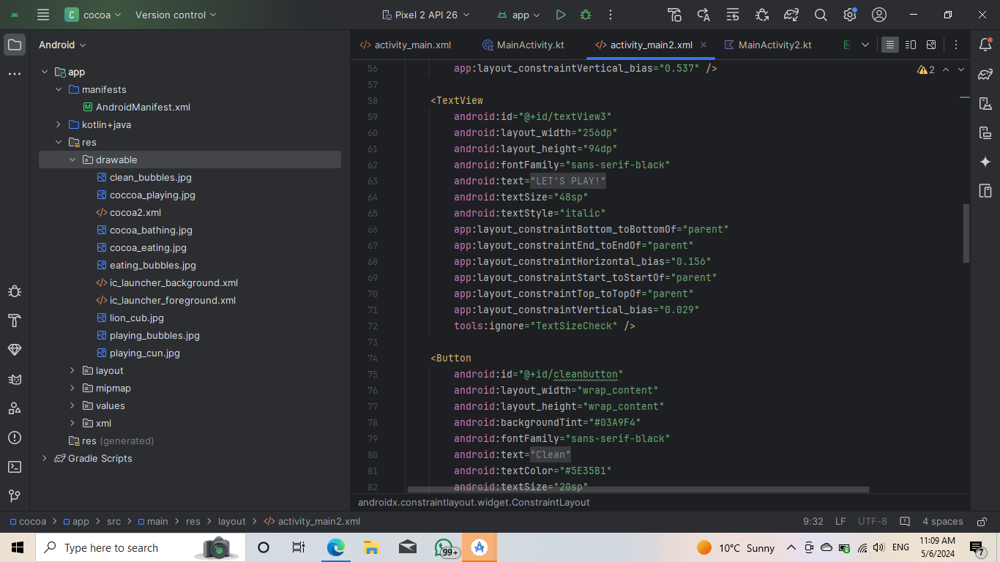 C cocoa Version control Pixel 2 API 26 app
Android
activity_main.xml MainActivity.kt activity_main2.xml MainActivity2.kt
app
manifests
AndroidManifest.xml
kotlin+java
res
drawable
clean_bubbles.jpg
coccoa_playing.jpg
cocoa2.xml
cocoa_bathing.jpg
cocoa_eating.jpg
eating_bubbles.jpg
ic_launcher_background.xml
ic_launcher_foreground.xml
lion_cub.jpg
playing_bubbles.jpg
playing_cun.jpg
layout
mipmap
values
xml
res (generated)
Gradle Scripts
56 app:layout_constraintVertical_bias="0.537" /> 2
57
58 <TextView
59 android:id="@+id/textView3"
60 android:layout_width="256dp"
61 android:layout_height="94dp"
62 android:fontFamily="sans-serif-black"
63 android:text="LET'S PLAY!"
64 android:textSize="48sp"
65 android:textStyle="italic"
66 app:layout_constraintBottom_toBottomOf="parent"
67 app:layout_constraintEnd_toEndOf="parent"
68 app:layout_constraintHorizontal_bias="0.156"
69 app:layout_constraintStart_toStartOf="parent"
70 app:layout_constraintTop_toTopOf="parent"
71 app:layout_constraintVertical_bias="0.029"
72 tools:ignore="TextSizeCheck" />
73
74 <Button
75 android:id="@+id/cleanbutton"
76 android:layout_width="wrap_content"
77 android:layout_height="wrap_content"
78 android:backgroundTint="#03A9F4"
79 android:fontFamily="sans-serif-black"
80 android:text="Clean"
81 android:textColor="#5E35B1"
82 android:textSize="20sp"
androidx.constraintlayout.widget.ConstraintLayout
cocoa > app > src > main > res > layout > activity_main2.xml 9:32 LF UTF-8 4 spaces
Type here to search 99+ 10°C Sunny ENG 11:09 AM
5/6/2024 7